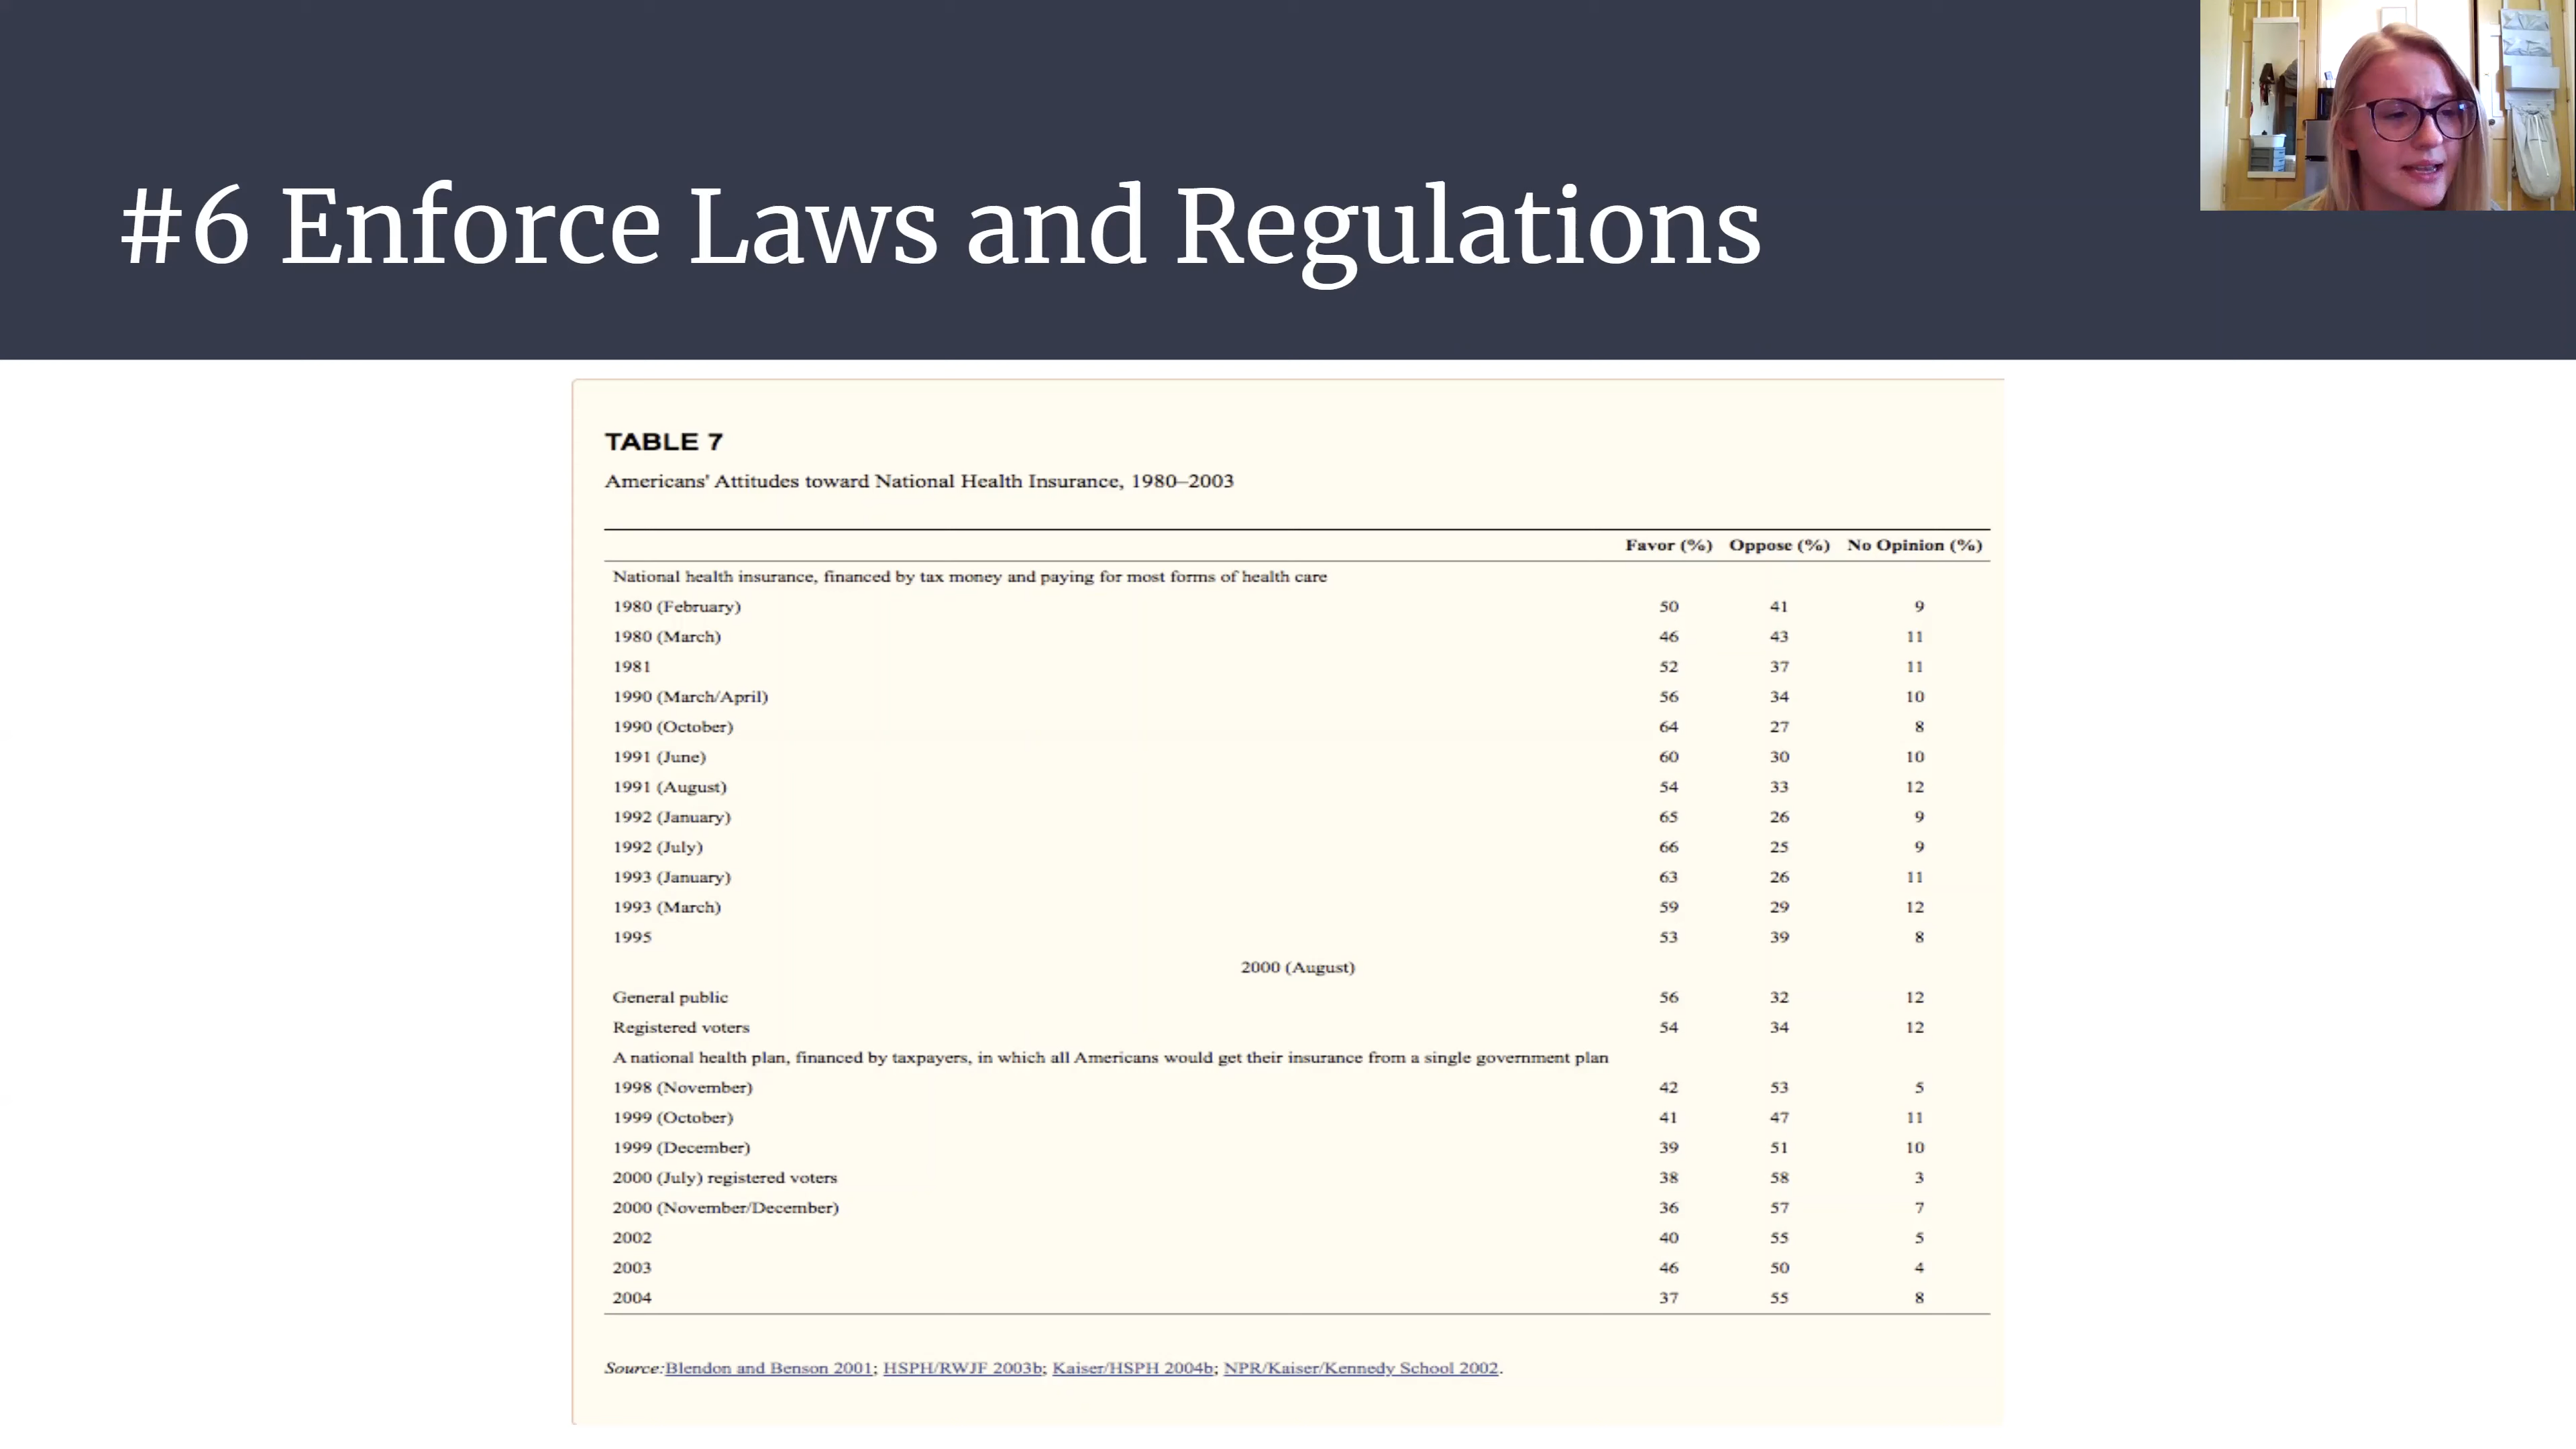 #6 Enforce Laws and Regulations
TABLE 7
Americans' Attitudes toward National Health Insurance, 1980–2003
Favor (%) Oppose (%) No Opinion (%)
National health insurance, financed by tax money and paying for most forms of health care
1980 (February) 50 41 9
1980 (March) 46 43 11
1981 52 37 11
1990 (March/April) 56 34 10
1990 (October) 64 27 8
1991 (June) 60 30 10
1991 (August) 54 33 12
1992 (January) 65 26 9
1992 (July) 66 25 9
1993 (January) 63 26 11
1993 (March) 59 29 12
1995 53 39 8
2000 (August)
General public 56 32 12
Registered voters 54 34 12
A national health plan, financed by taxpayers, in which all Americans would get their insurance from a single government plan
1998 (November) 42 53 5
1999 (October) 41 47 11
1999 (December) 39 51 10
2000 (July) registered voters 38 58 3
2000 (November/December) 36 57 7
2002 40 55 5
2003 46 50 4
2004 37 55 8
Source:Blendon and Benson 2001; HSPH/RWJF 2003b; Kaiser/HSPH 2004b; NPR/Kaiser/Kennedy School 2002.